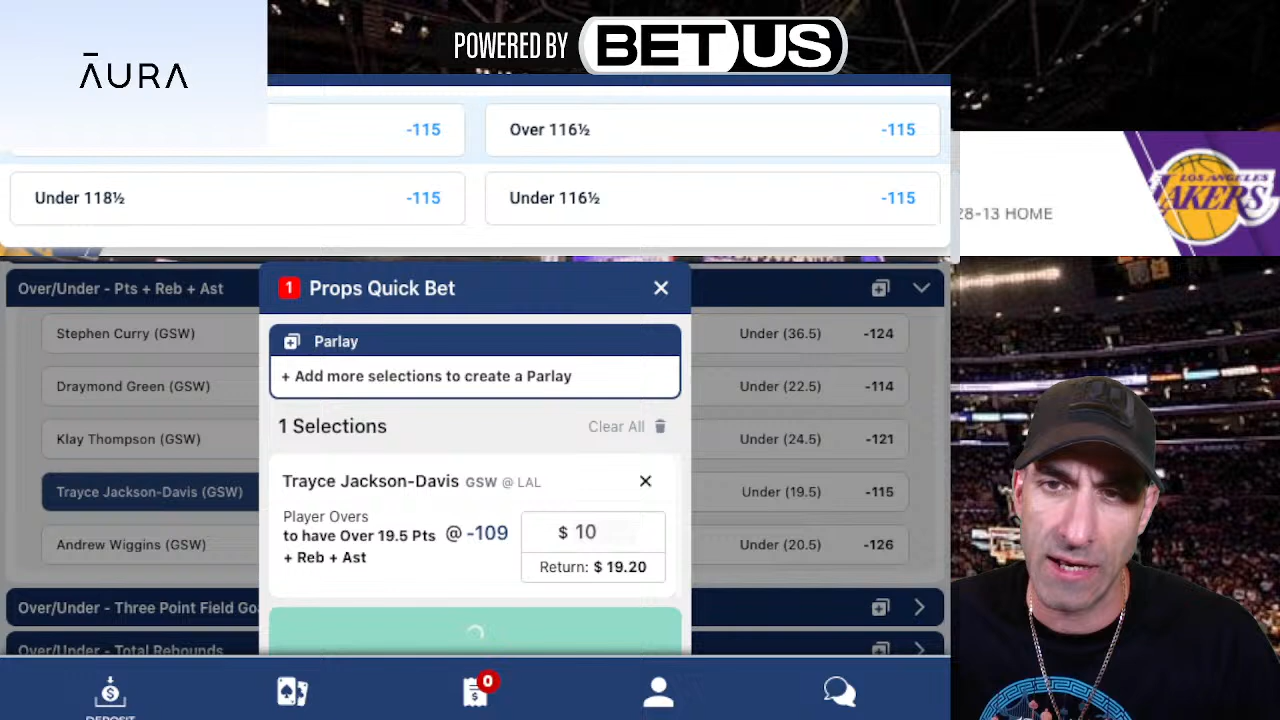 POWERED BY BETUS
ĀURA
-115
Over 116½ -115
Under 118½ -115
Under 116½ -115
LOS ANGELES
LAKERS
28-13 HOME
Over/Under - Pts + Reb + Ast
1 Props Quick Bet
Parlay
+ Add more selections to create a Parlay
1 Selections Clear All
Trayce Jackson-Davis GSW @ LAL
Player Overs
to have Over 19.5 Pts @ -109
+ Reb + Ast
$ 10
Return: $ 19.20
Stephen Curry (GSW) Under (36.5) -124
Draymond Green (GSW) Under (22.5) -114
Klay Thompson (GSW) Under (24.5) -121
Trayce Jackson-Davis (GSW) Under (19.5) -115
Andrew Wiggins (GSW) Under (20.5) -126
Over/Under - Three Point Field Go
Over/Under - Total Rebounds
0
DEPOSIT